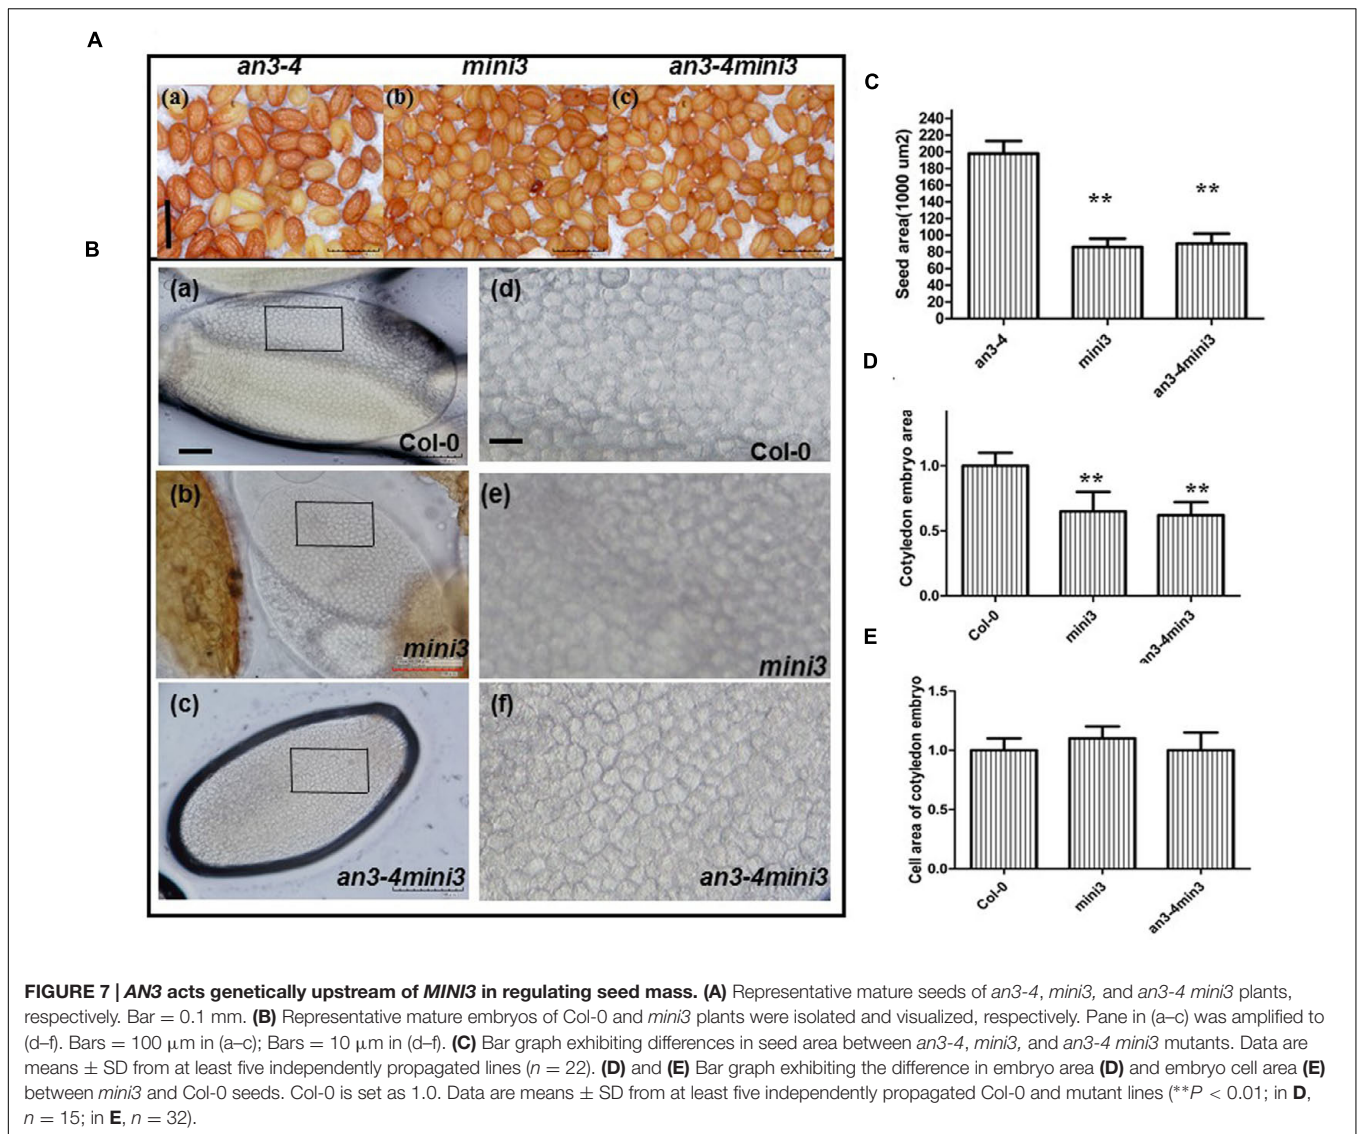 A
an3-4 mini3 an3-4mini3
(a) (b) (c)
B
(a) (d)
Col-0 Col-0
(b) (e)
mini3 mini3
(c) (f)
an3-4mini3 an3-4mini3
C
Seed area(1000 um2)
240
220
200
180
160
140
120
100
80
60
40
20
0
**
**
an3-4
mini3
an3-4mini3
D
Cotyledon embryo area
1.0
0.5
0.0
**
**
Col-0
mini3
an3-4min3
E
Cell area of cotyledon embryo
1.5
1.0
0.5
0.0
Col-0
mini3
an3-4min3
FIGURE 7 | AN3 acts genetically upstream of MINI3 in regulating seed mass. (A) Representative mature seeds of an3-4, mini3, and an3-4 mini3 plants,
respectively. Bar = 0.1 mm. (B) Representative mature embryos of Col-0 and mini3 plants were isolated and visualized, respectively. Pane in (a–c) was amplified to
(d–f). Bars = 100 μm in (a–c); Bars = 10 μm in (d–f). (C) Bar graph exhibiting differences in seed area between an3-4, mini3, and an3-4 mini3 mutants. Data are
means ± SD from at least five independently propagated lines (n = 22). (D) and (E) Bar graph exhibiting the difference in embryo area (D) and embryo cell area (E)
between mini3 and Col-0 seeds. Col-0 is set as 1.0. Data are means ± SD from at least five independently propagated Col-0 and mutant lines (**P < 0.01; in D,
n = 15; in E, n = 32).